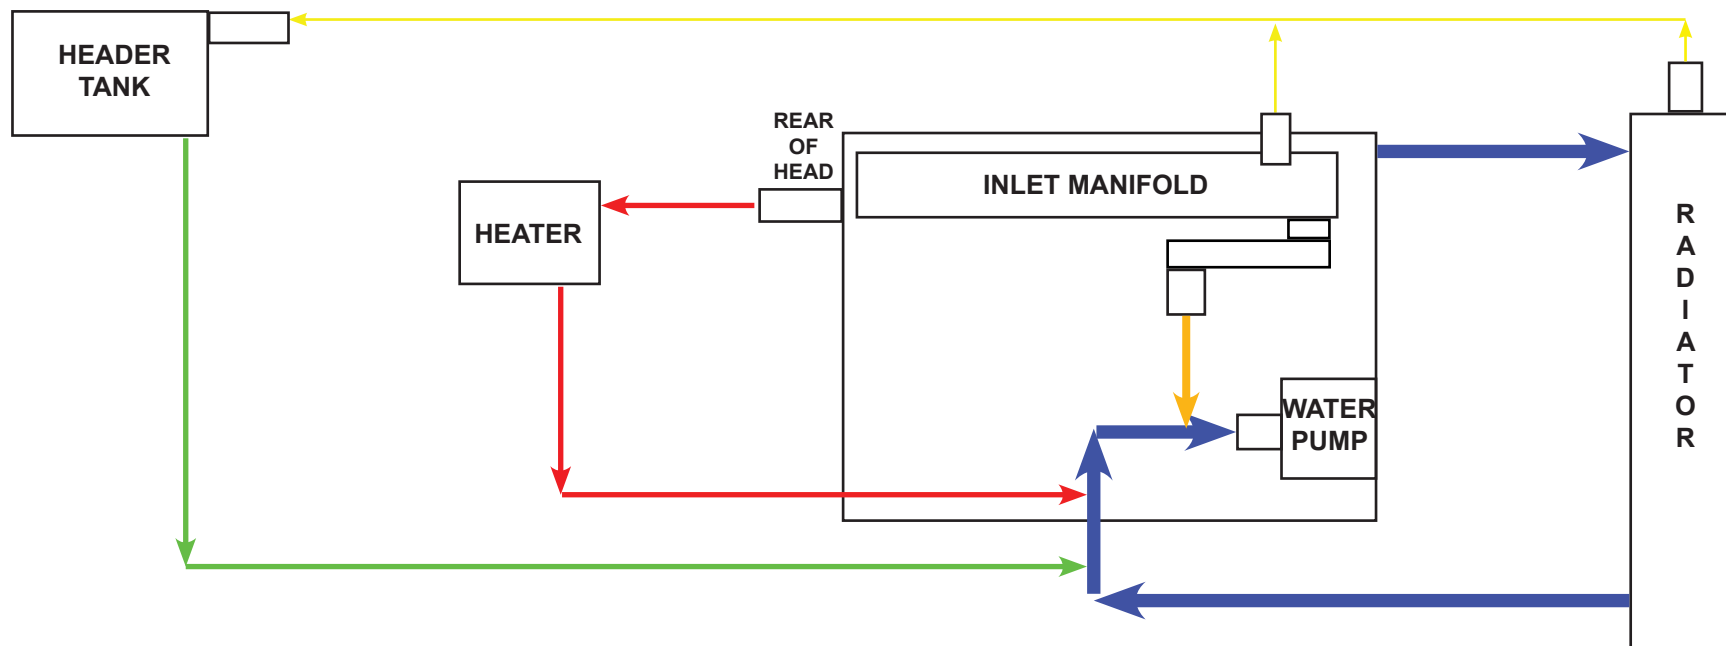 HEADER
TANK
REAR
OF
HEAD
INLET MANIFOLD
HEATER
WATER
PUMP
R
A
D
I
A
T
O
R